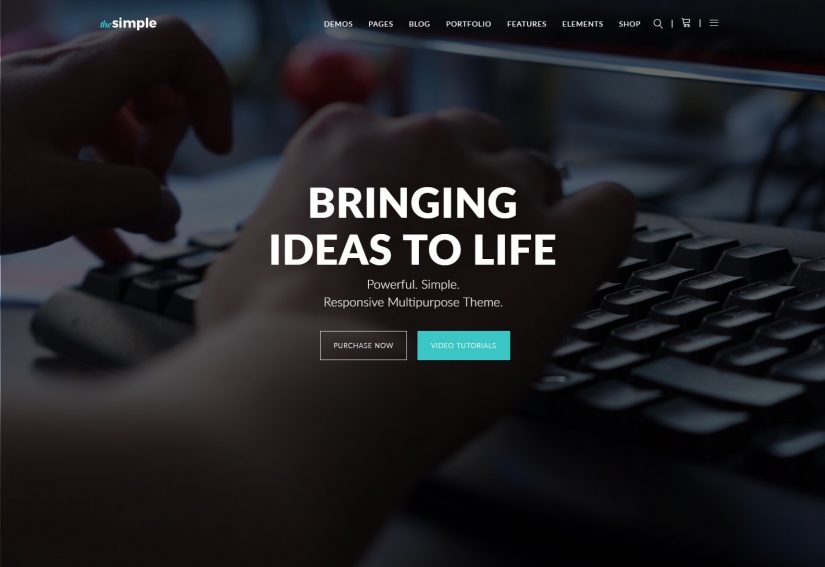 thesimple
DEMOS PAGES BLOG PORTFOLIO FEATURES ELEMENTS SHOP
BRINGING
IDEAS TO LIFE
Powerful. Simple.
Responsive Multipurpose Theme.
PURCHASE NOW VIDEO TUTORIALS